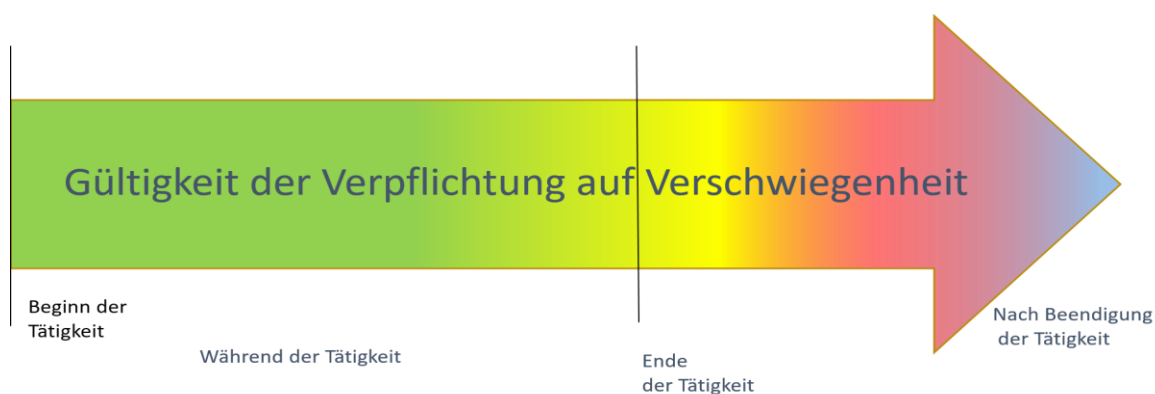 Gültigkeit der Verpflichtung auf Verschwiegenheit
Beginn der
Tätigkeit
Während der Tätigkeit
Ende
der Tätigkeit
Nach Beendigung
der Tätigkeit